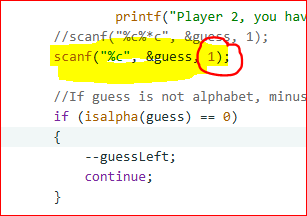 printf("Player 2, you hav
//scanf("%c%*c", &guess, 1);
scanf("%c", &guess, 1);
//If guess is not alphabet, minus
if (isalpha(guess) == 0)
{
--guessLeft;
continue;
}